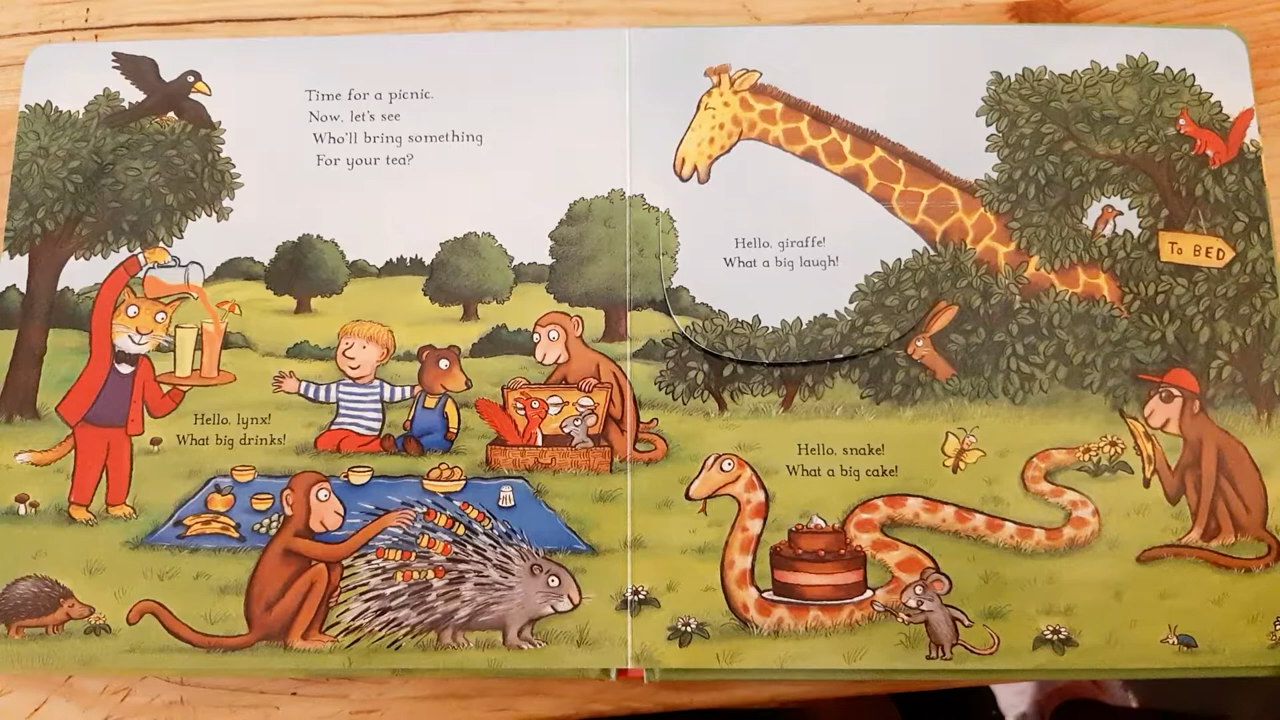 Time for a picnic.
Now, let's see
Who'll bring something
For your tea?
Hello, lynx!
What big drinks!
Hello, giraffe!
What a big laugh!
To BED
Hello, snake!
What a big cake!